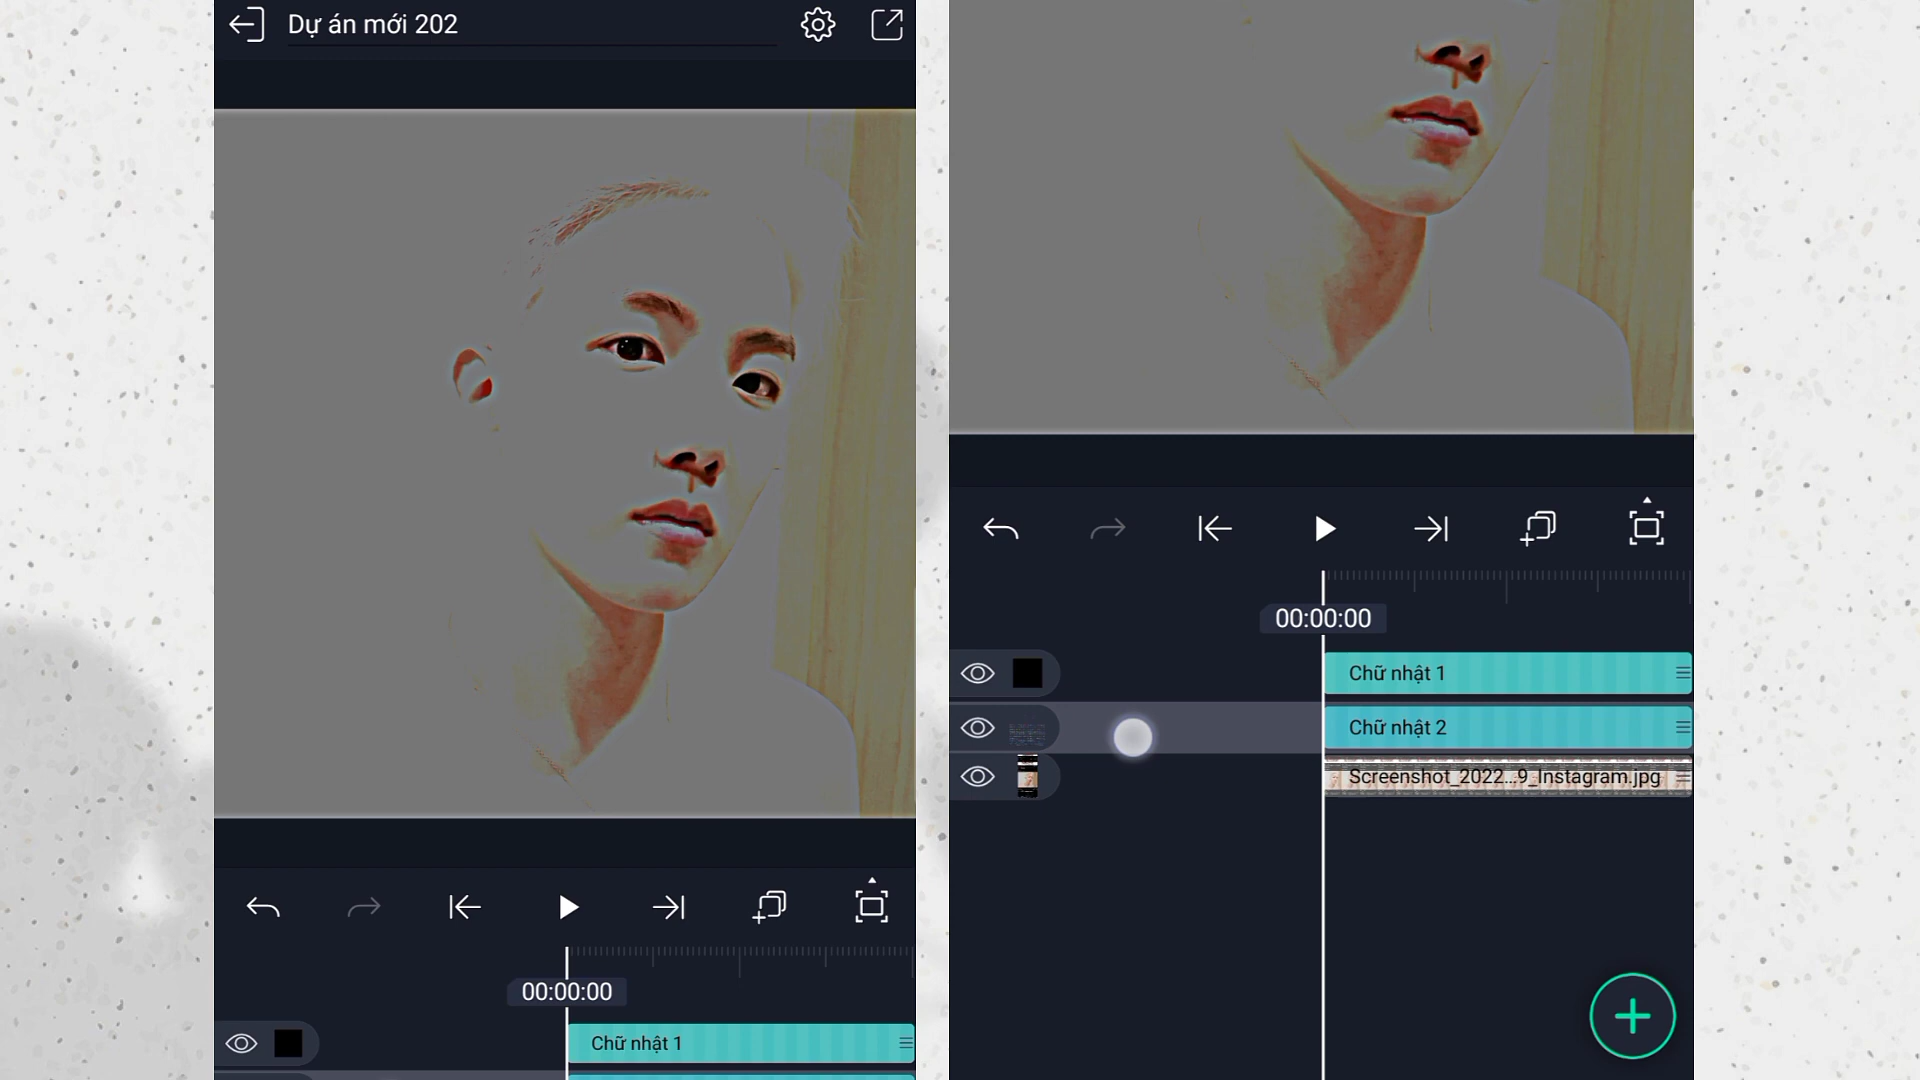 Dự án mới 202
00:00:00
Chữ nhật 1
00:00:00
Chữ nhật 1
Chữ nhật 2
Screenshot_2022...9_Instagram.jpg